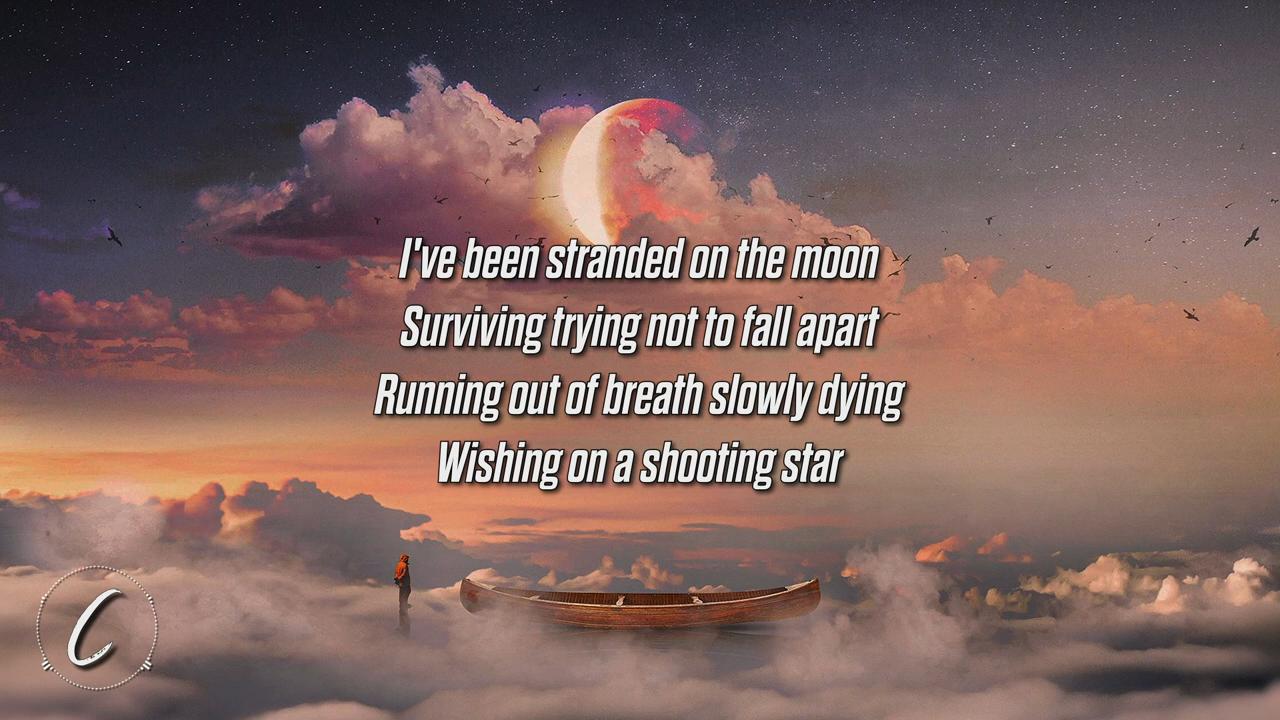 I've been stranded on the moon
Surviving trying not to fall apart
Running out of breath slowly dying
Wishing on a shooting star
C